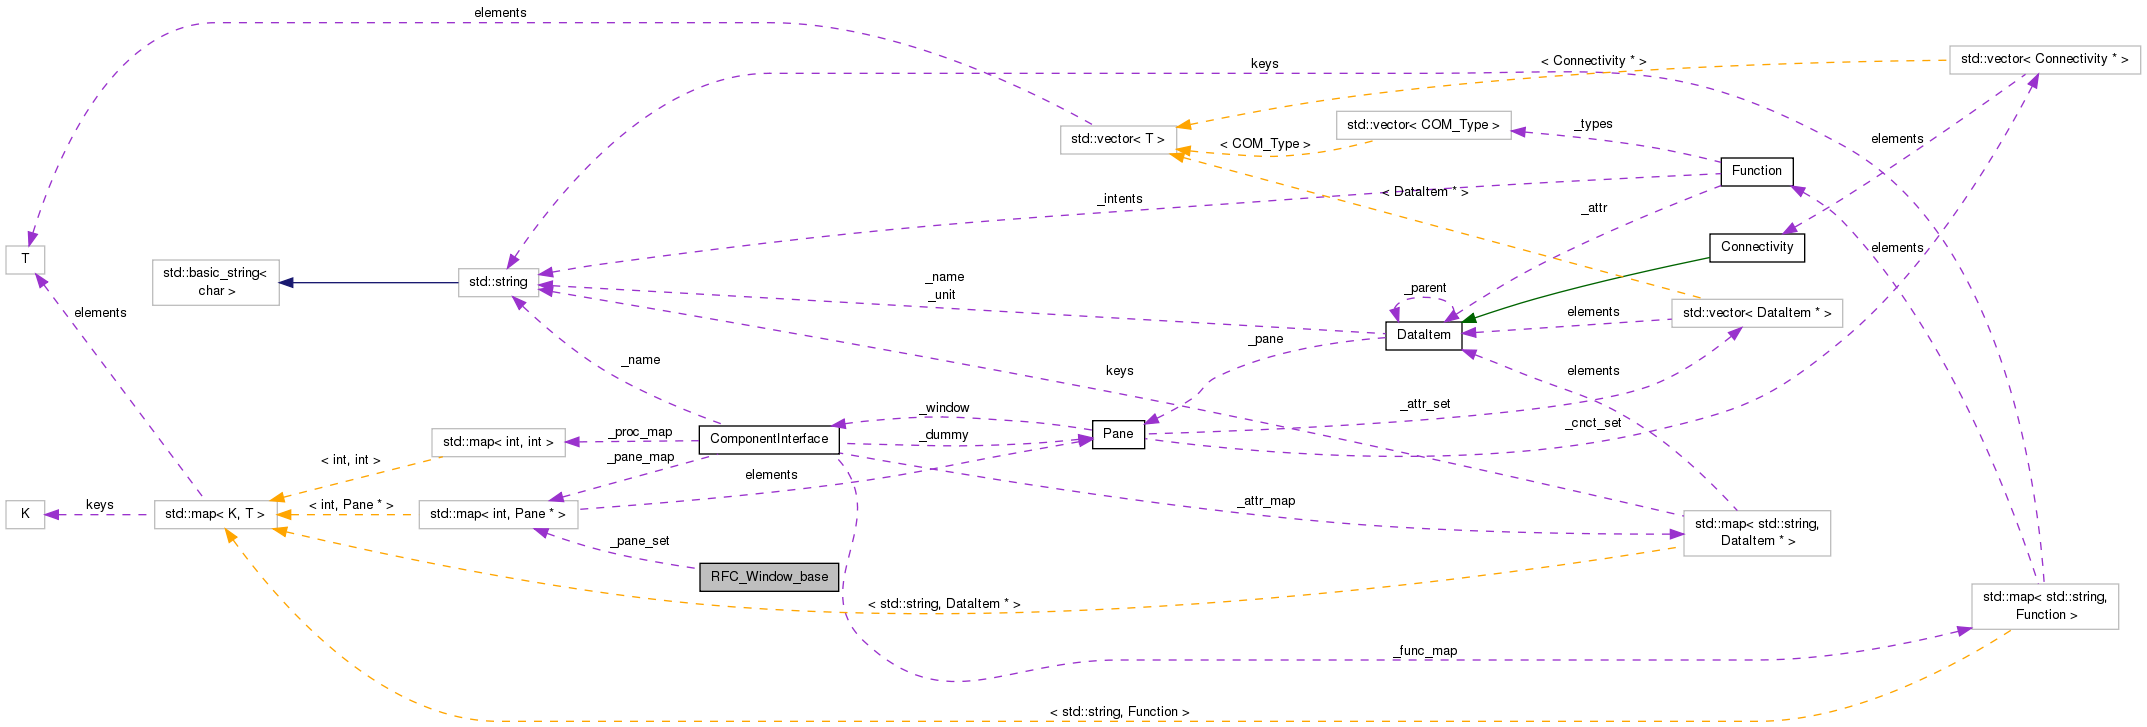 elements
keys
< Connectivity * >
std::vector< Connectivity * >
std::vector< T >
std::vector< COM_Type >
_types
< COM_Type >
elements
Function
< DataItem * >
_intents
_attr
T
std::basic_string<
char >
std::string
Connectivity
elements
_name
_unit
_parent
elements
std::vector< DataItem * >
DataItem
elements
_name
_pane
keys
elements
_window
_attr_set
_cnct_set
ComponentInterface
Pane
_dummy
_proc_map
std::map< int, int >
_pane_map
< int, int >
elements
K
keys
std::map< K, T >
< int, Pane * >
std::map< int, Pane * >
_attr_map
std::map< std::string,
DataItem * >
_pane_set
RFC_Window_base
< std::string, DataItem * >
std::map< std::string,
Function >
_func_map
< std::string, Function >